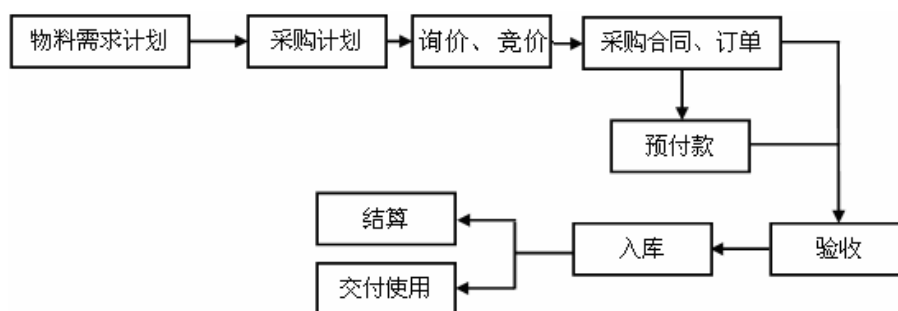 物料需求计划
采购计划
询价、竞价
采购合同、订单
预付款
验收
入库
结算
交付使用